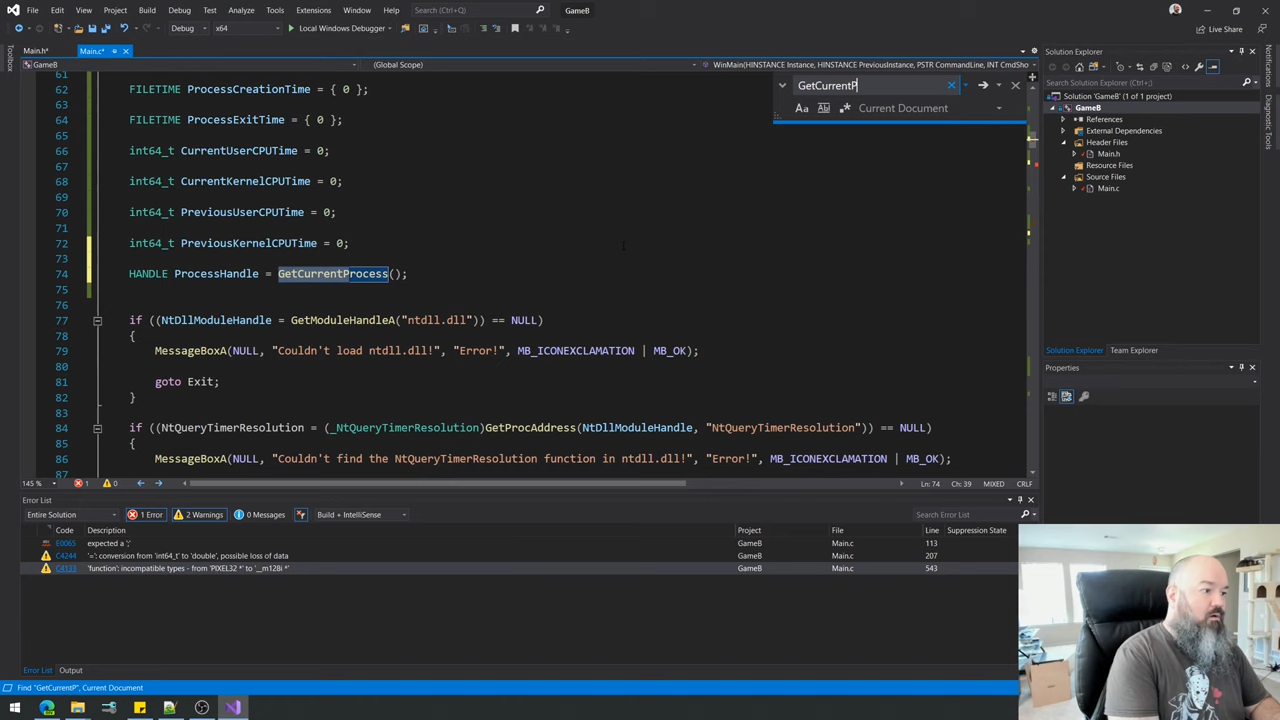 File Edit View Project Build Debug Test Analyze Tools Extensions Window Help Search (Ctrl+Q) GameB
Debug x64 Local Windows Debugger Live Share
Main.h* Main.c*
GameB (Global Scope) WinMain(HINSTANCE Instance, HINSTANCE PreviousInstance, PSTR CommandLine, INT CmdSho
Toolbox
GetCurrentP
Aa Current Document
61
62 FILETIME ProcessCreationTime = { 0 };
63
64 FILETIME ProcessExitTime = { 0 };
65
66 int64_t CurrentUserCPUTime = 0;
67
68 int64_t CurrentKernelCPUTime = 0;
69
70 int64_t PreviousUserCPUTime = 0;
71
72 int64_t PreviousKernelCPUTime = 0;
73
74 HANDLE ProcessHandle = GetCurrentProcess();
75
76
77 if ((NtDllModuleHandle = GetModuleHandleA("ntdll.dll")) == NULL)
78 {
79 MessageBoxA(NULL, "Couldn't load ntdll.dll!", "Error!", MB_ICONEXCLAMATION | MB_OK);
80
81 goto Exit;
82 }
83
84 if ((NtQueryTimerResolution = (_NtQueryTimerResolution)GetProcAddress(NtDllModuleHandle, "NtQueryTimerResolution")) == NULL)
85 {
86 MessageBoxA(NULL, "Couldn't find the NtQueryTimerResolution function in ntdll.dll!", "Error!", MB_ICONEXCLAMATION | MB_OK);
87
145 % 1 0 Ln: 74 Ch: 39 MIXED CRLF
Solution Explorer
Search Solution Explorer (Ctrl+;)
Solution 'GameB' (1 of 1 project)
GameB
References
External Dependencies
Header Files
Main.h
Resource Files
Source Files
Main.c
Solution Explorer Team Explorer
Properties
Diagnostic Tools
Error List
Entire Solution 1 Error 2 Warnings 0 Messages Build + IntelliSense Search Error List
Code Description Project File Line Suppression State
E0065 expected a ';' GameB Main.c 113
C4244 '=': conversion from 'int64_t' to 'double', possible loss of data GameB Main.c 207
C4133 'function': incompatible types - from 'PIXEL32 *' to '__m128i *' GameB Main.c 543
Error List Output
Find "GetCurrentP", Current Document